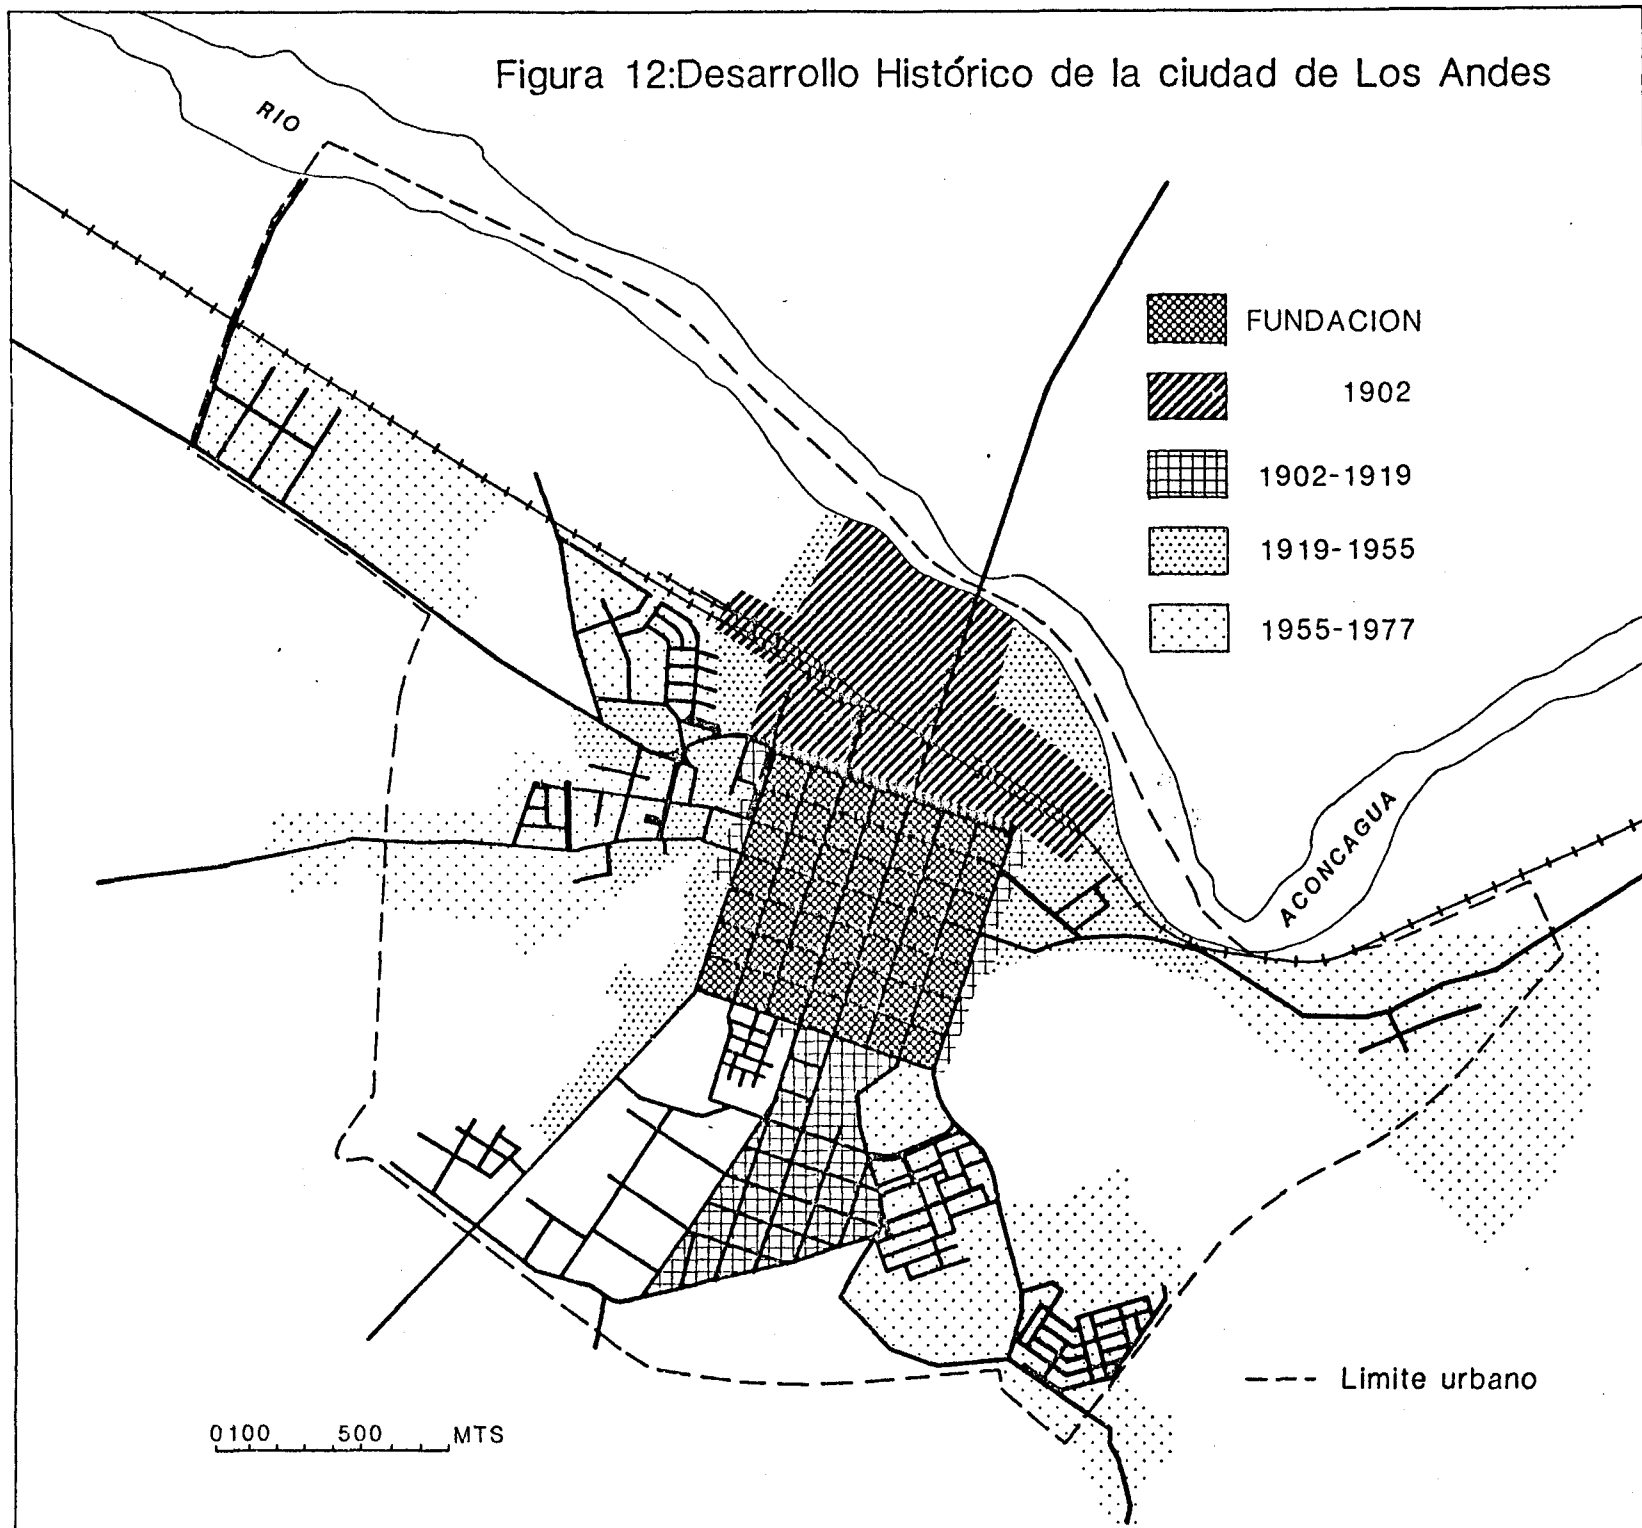 Figura 12:Desarrollo Histórico de la ciudad de Los Andes
RIO
FUNDACION
1902
1902-1919
1919-1955
1955-1977
ACONCAGUA
Limite urbano
0 100 500 MTS